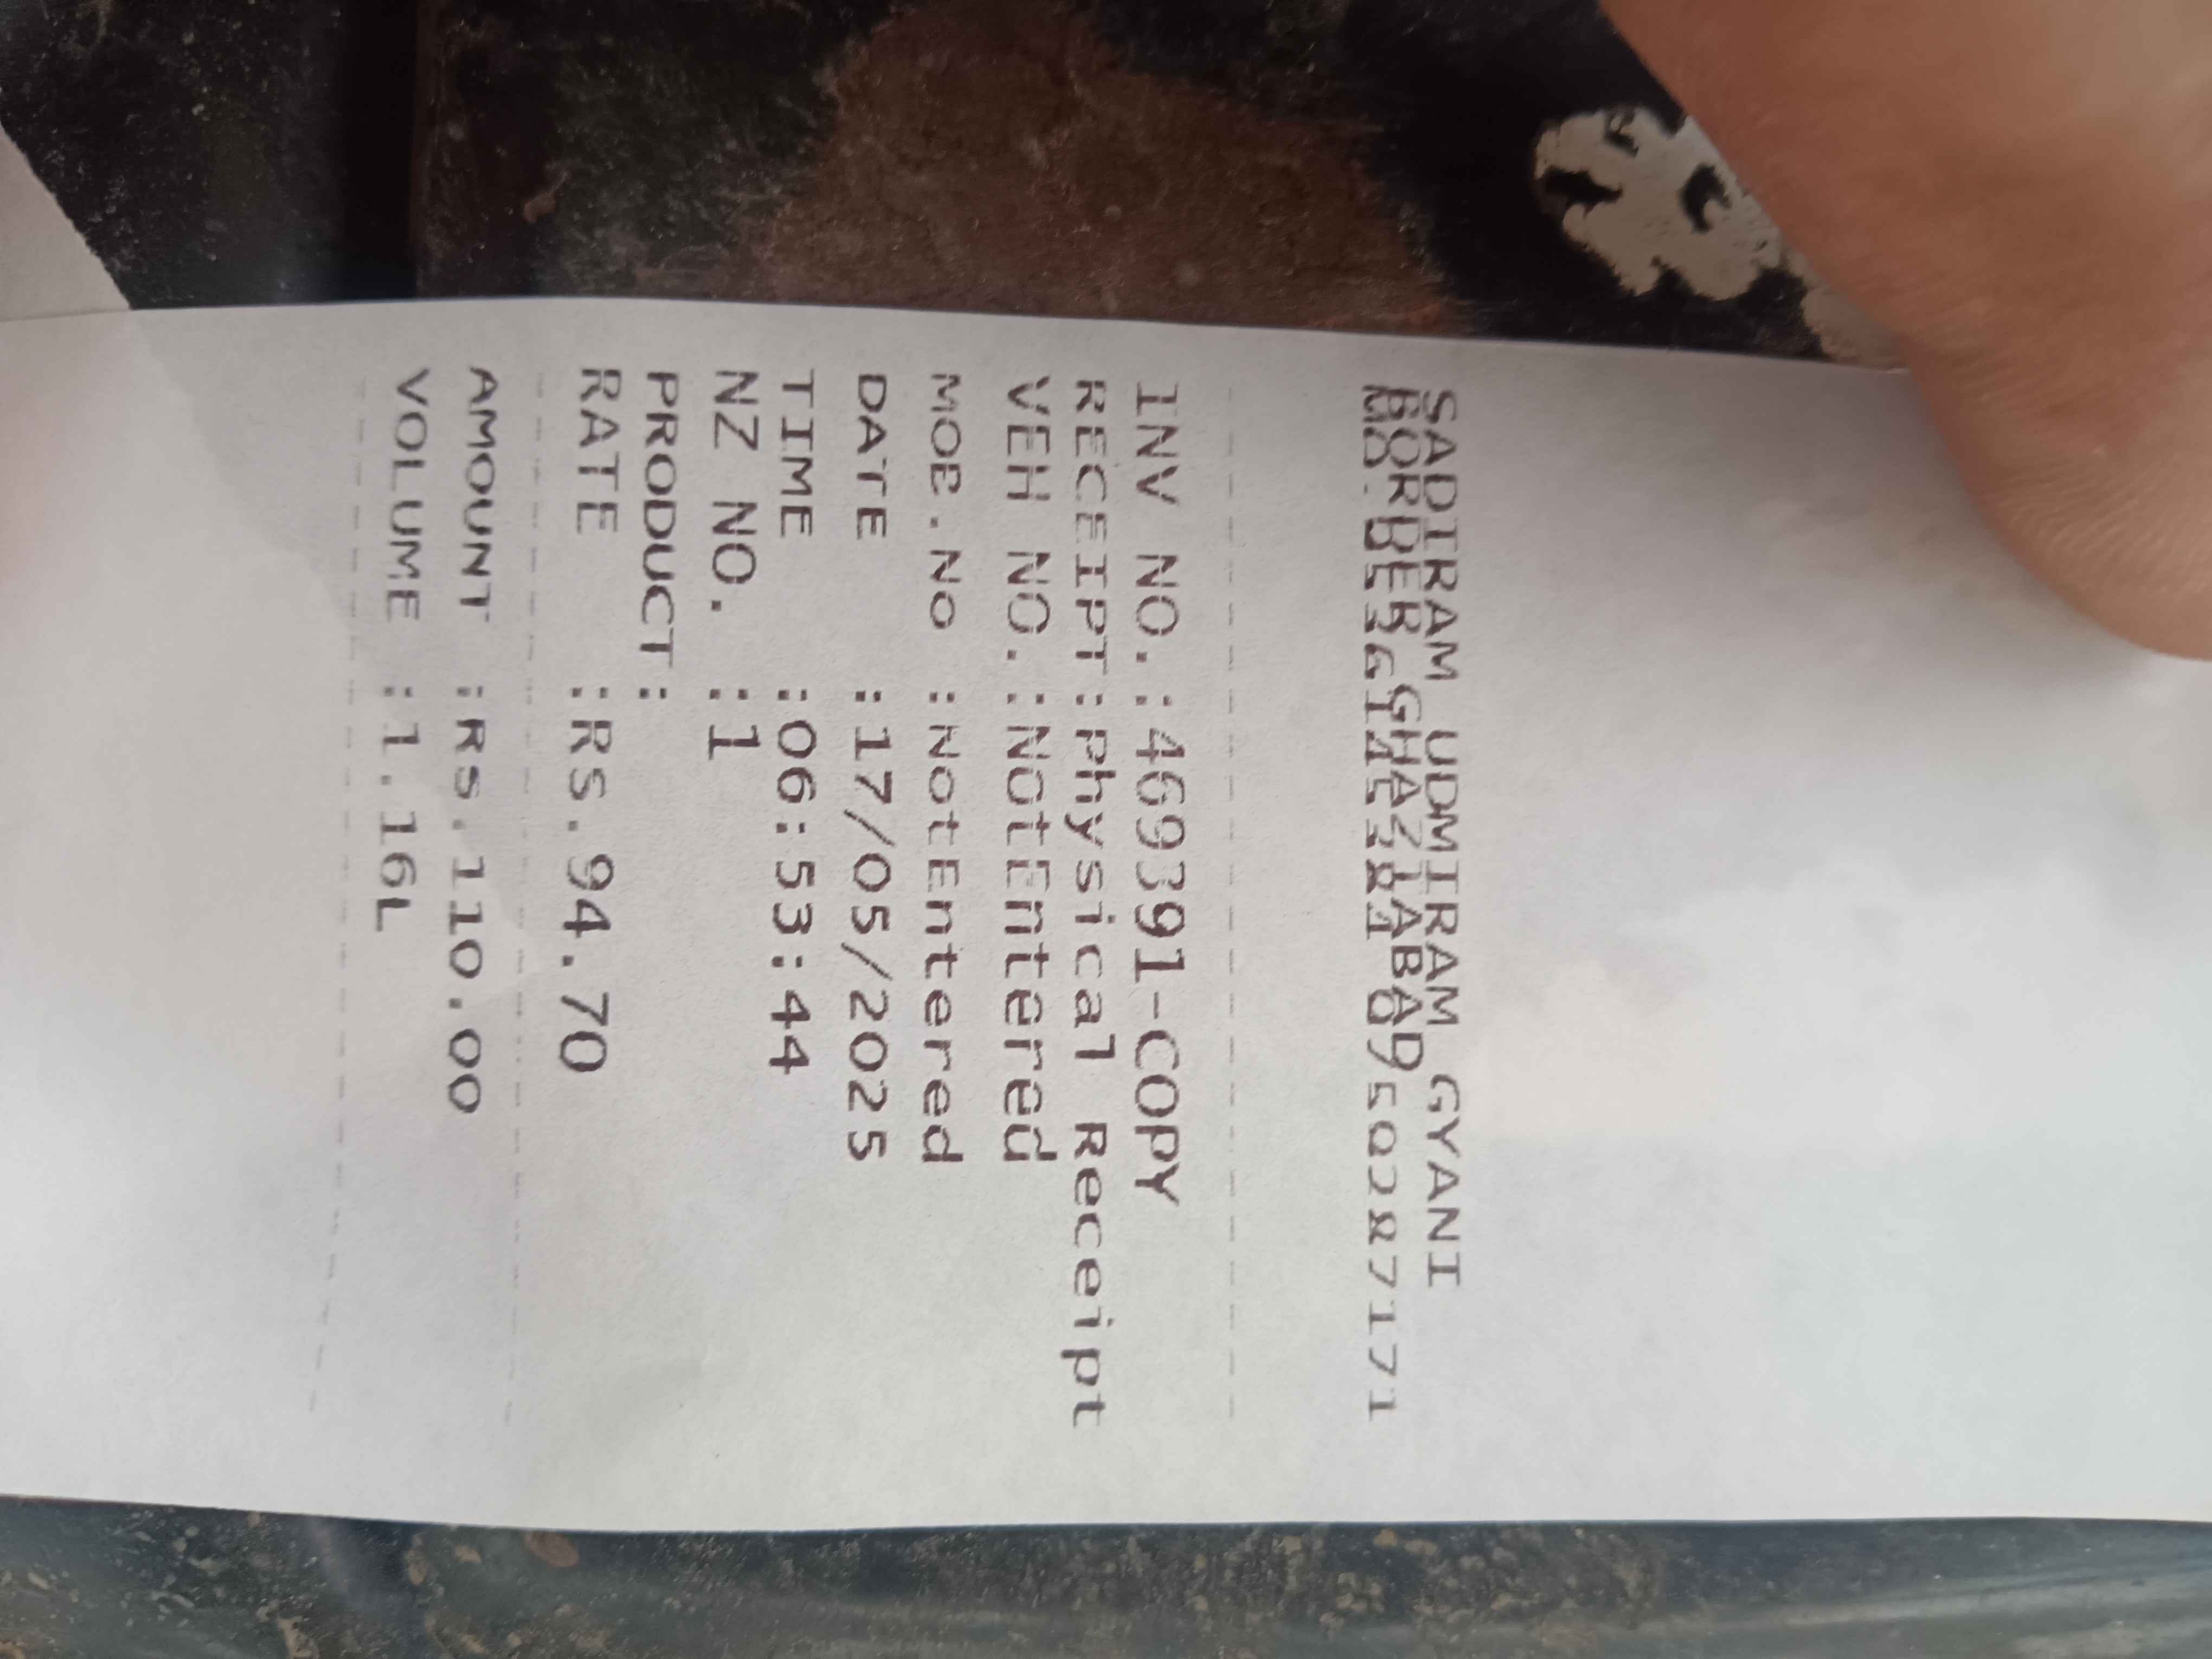 SADIRAM UDMIRAM GYANI
BORDER GHAZIABAD
INV NO.:469391-COPY
RECEIPT:Physical Receipt
VEH NO.:NotEntered
MOB.No :NotEntered
DATE :17/05/2025
TIME :06:53:44
NZ NO. :1
PRODUCT:
RATE :RS.94.70
AMOUNT :Rs.110.00
VOLUME :1.16L